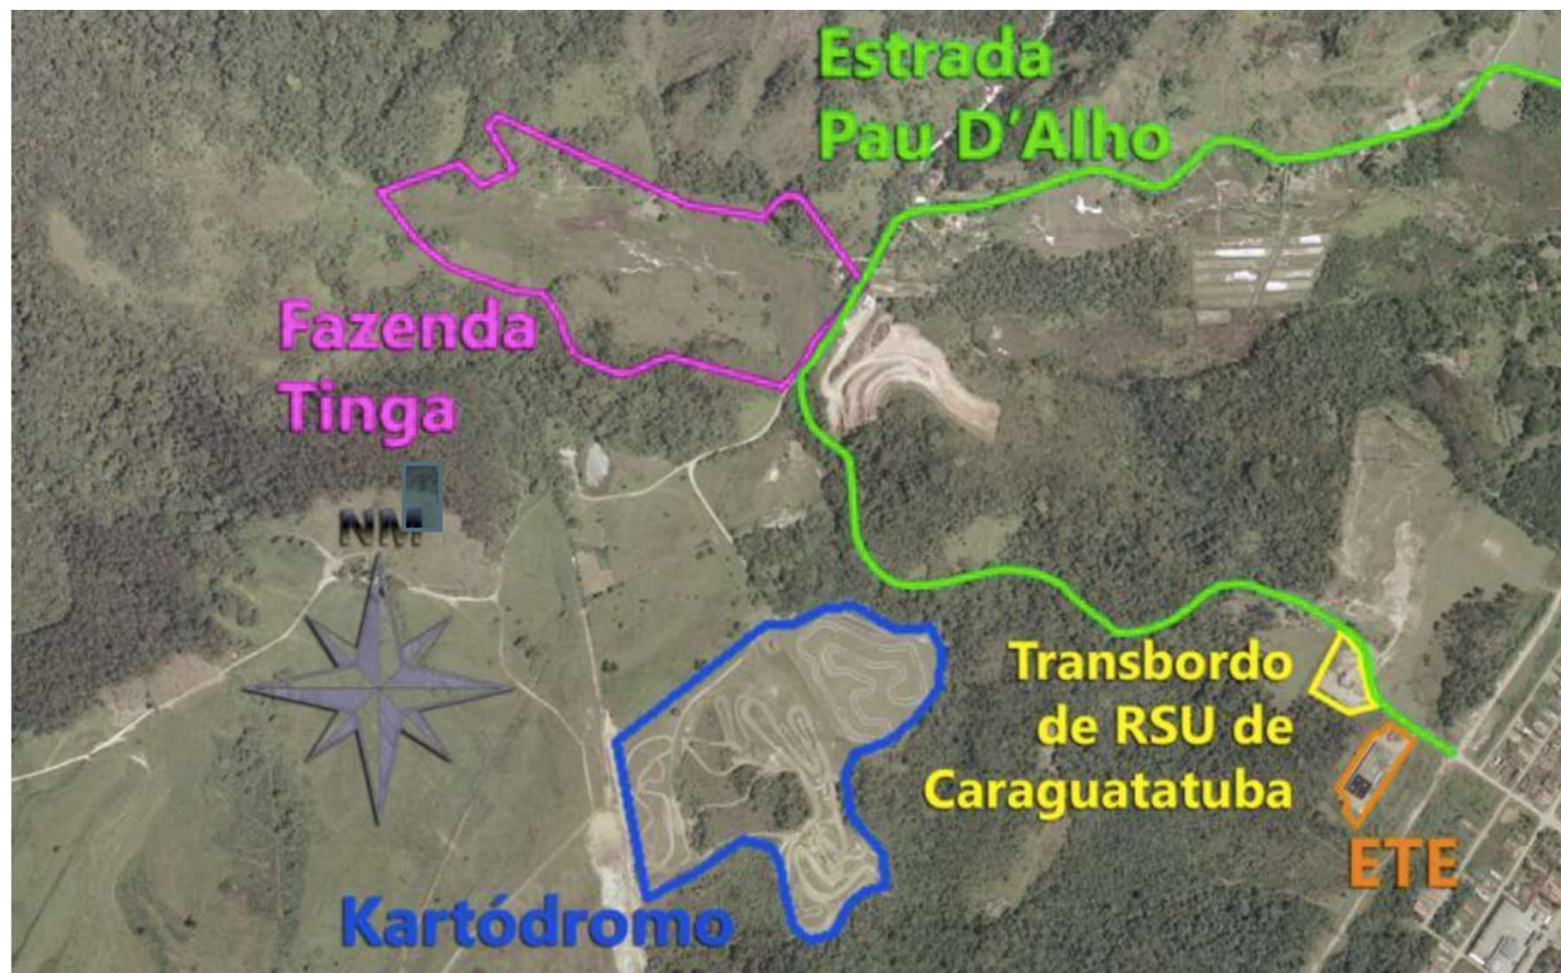 Estrada
Pau D'Alho
Fazenda
Tinga
NM
Transbordo
de RSU de
Caraguatatuba
ETE
Kartódromo